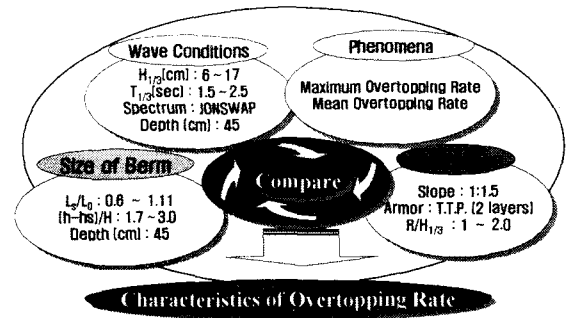 Wave Conditions
H1/3(cm) : 6 ~ 17
T1/3(sec) : 1.5 ~ 2.5
Spectrum : JONSWAP
Depth (cm) : 45
Phenomena
Maximum Overtopping Rate
Mean Overtopping Rate
Size of Berm
Ls/L0 : 0.6 ~ 1.11
(h-hs)/H : 1.7 ~ 3.0
Depth (cm) : 45
Compare
Slope : 1:1.5
Armor : T.T.P. (2 layers)
R/H1/3 : 1 ~ 2.0
Characteristics of Overtopping Rate